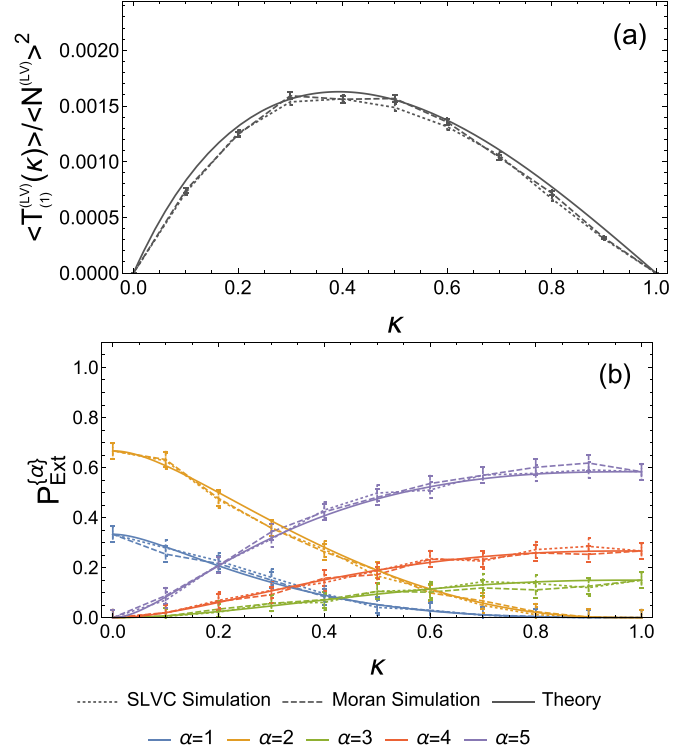 (a)
<T(1)^(LV)(κ)>/<N^(LV)>^2
0.0020
0.0015
0.0010
0.0005
0.0000
0.0 0.2 0.4 0.6 0.8 1.0
κ
(b)
P_Ext^{α}
1.0
0.8
0.6
0.4
0.2
0.0
0.0 0.2 0.4 0.6 0.8 1.0
κ
SLVC Simulation Moran Simulation Theory
α=1 α=2 α=3 α=4 α=5